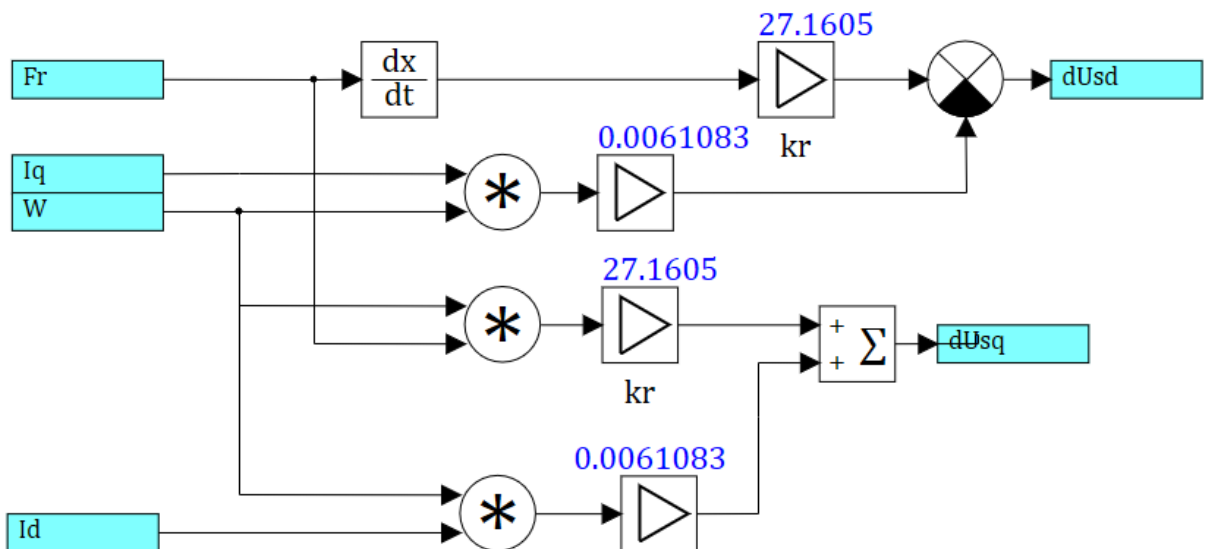 27.1605
Fr
dx
dt
dUsd
kr
0.0061083
Iq
*
W
27.1605
*
+
+ Σ
dUsq
kr
0.0061083
*
Id